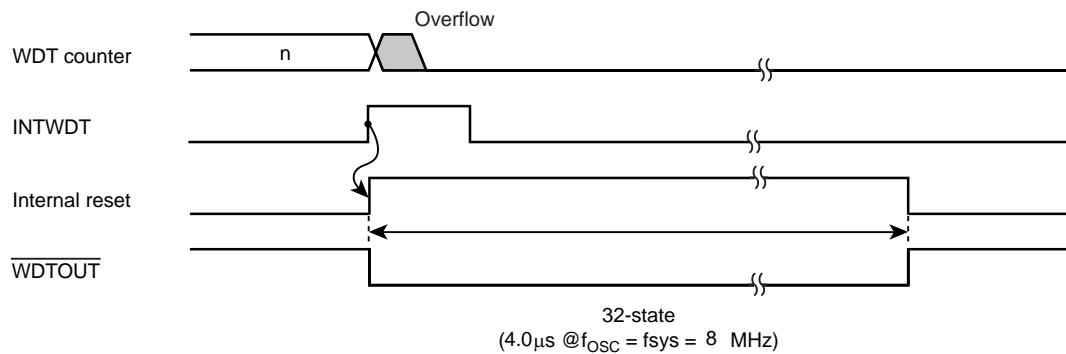 Overflow
WDT counter
n
INTWDT
Internal reset
WDTOUT
32-state
(4.0μs @fOSC = fsys = 8 MHz)